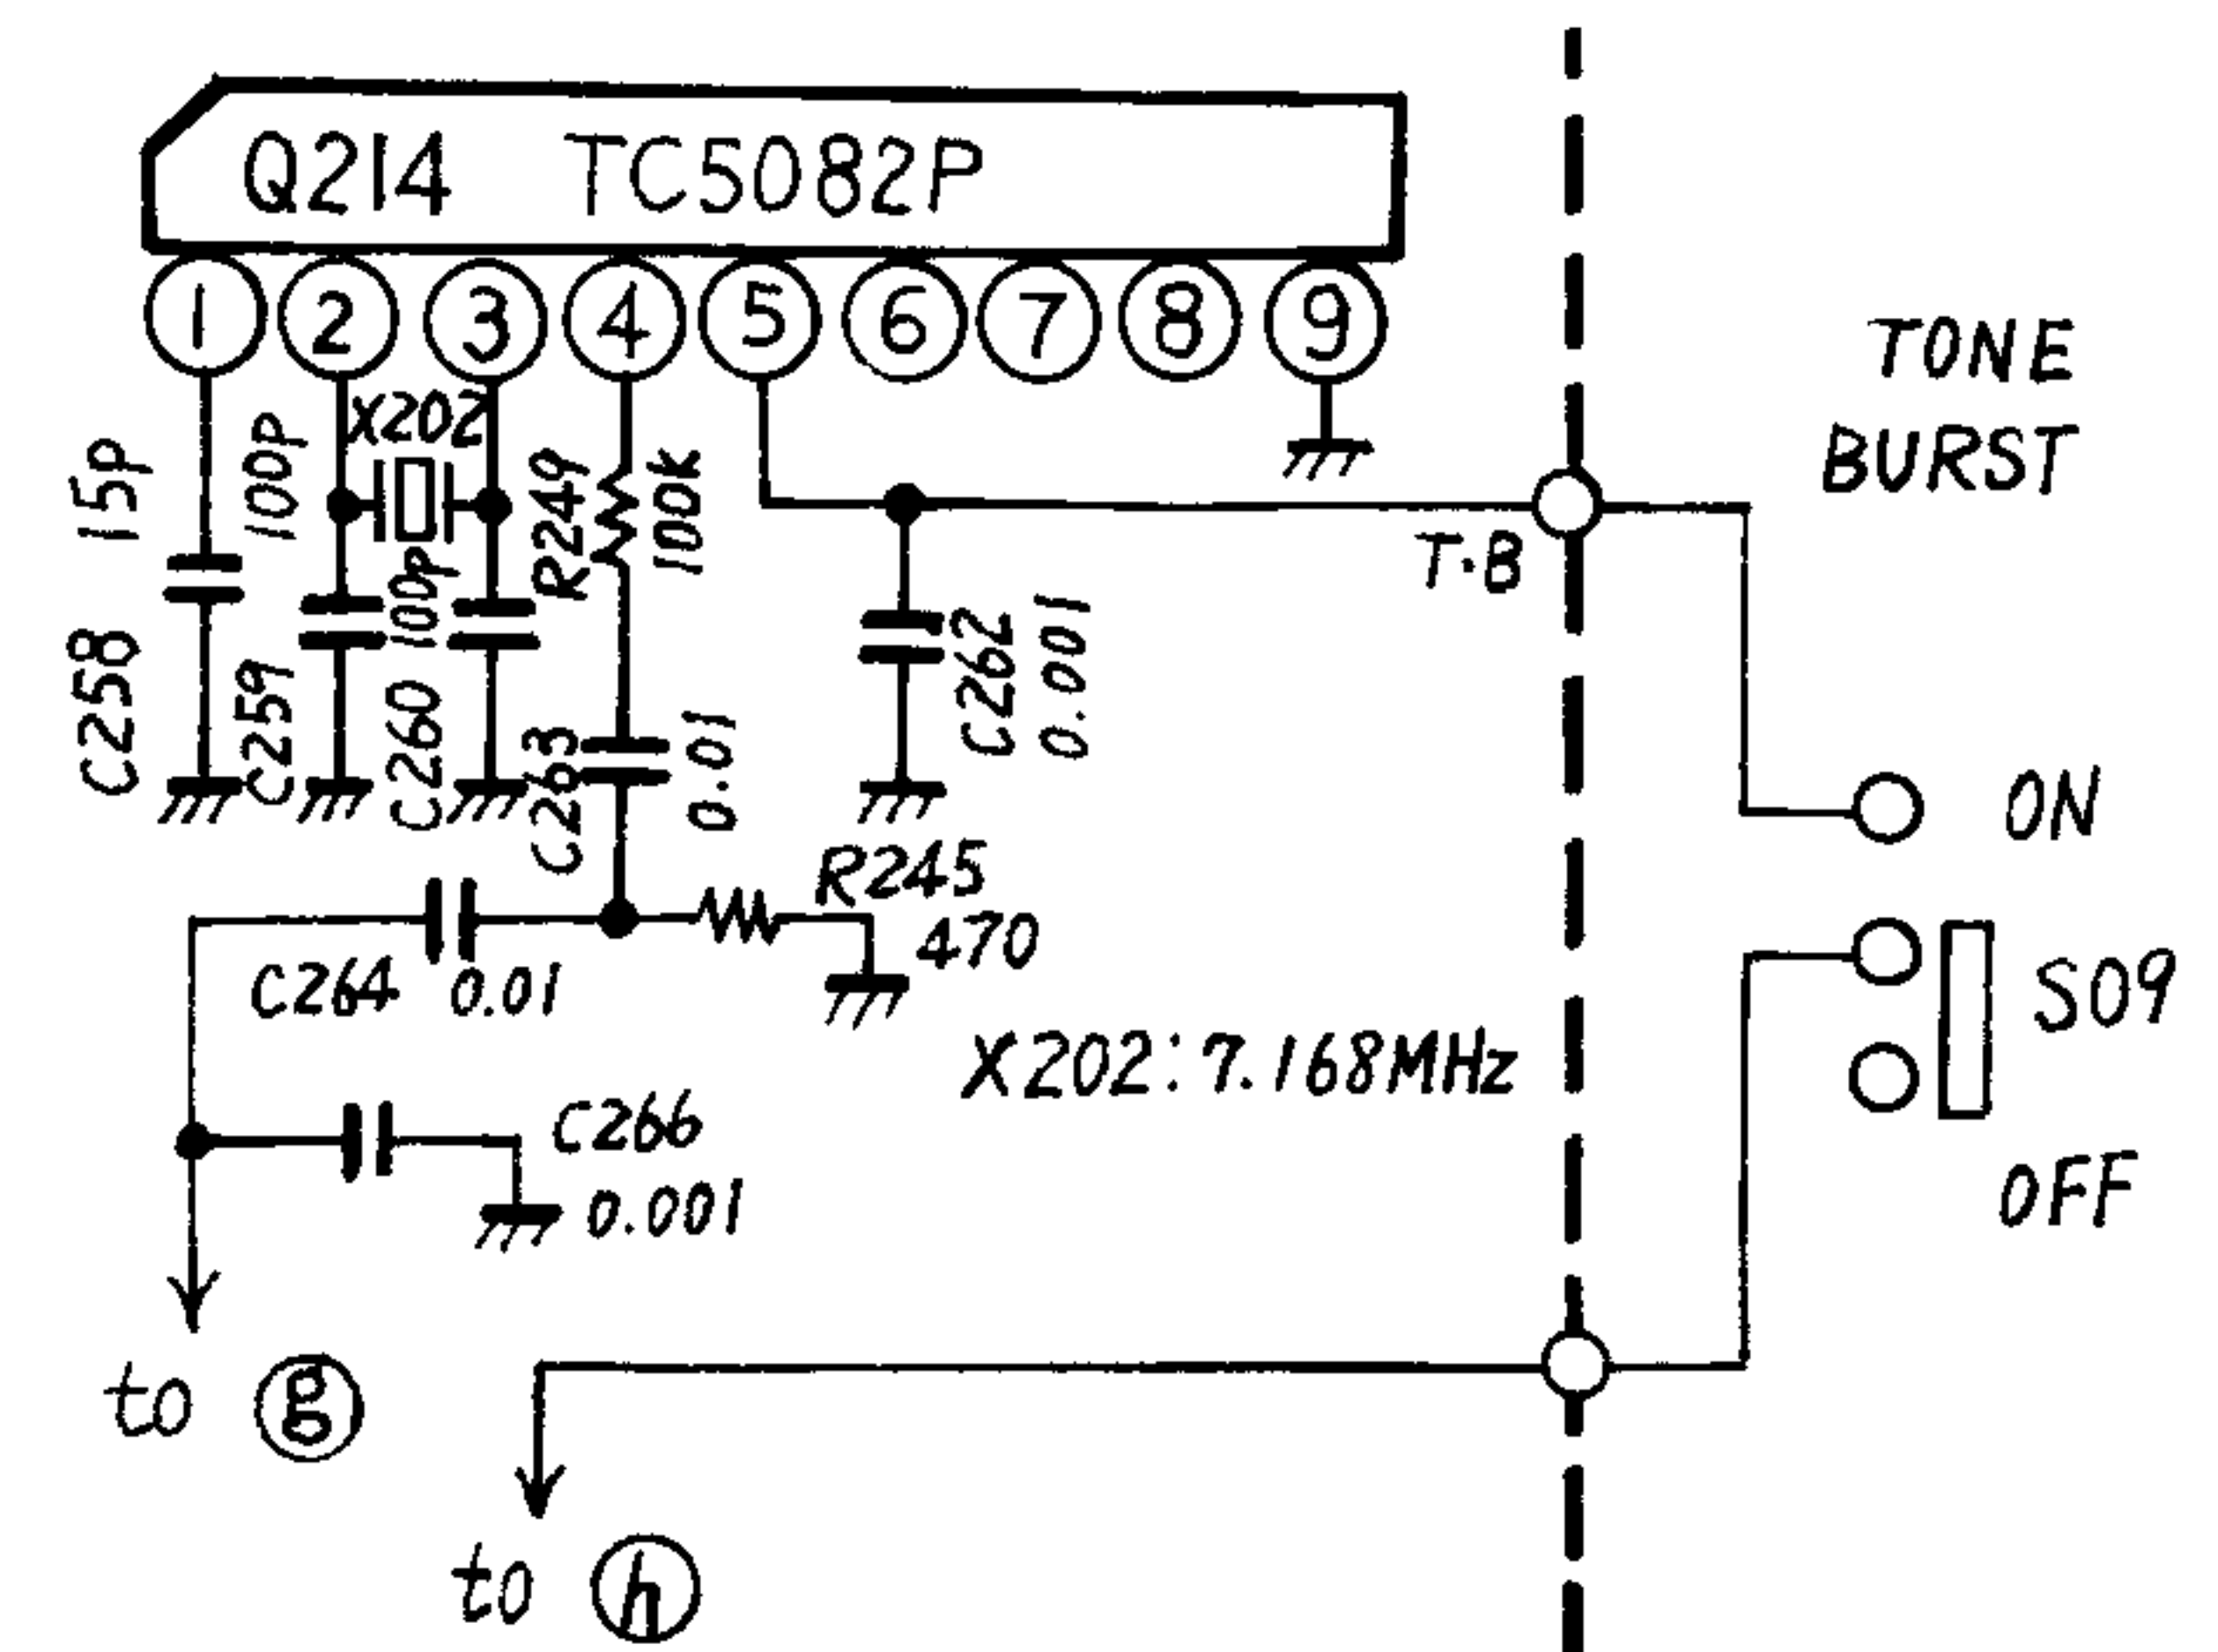 Q214 TC5082P
1 2 3 4 5 6 7 8 9
TONE
BURST
X202
15P
100P
R249
100K
T·B
100P
C258
C259
C260
C263
0.01
C262
0.001
ON
R245
470
C264 0.01
S09
X202:7.168MHz
C266
0.001
OFF
to g
to h